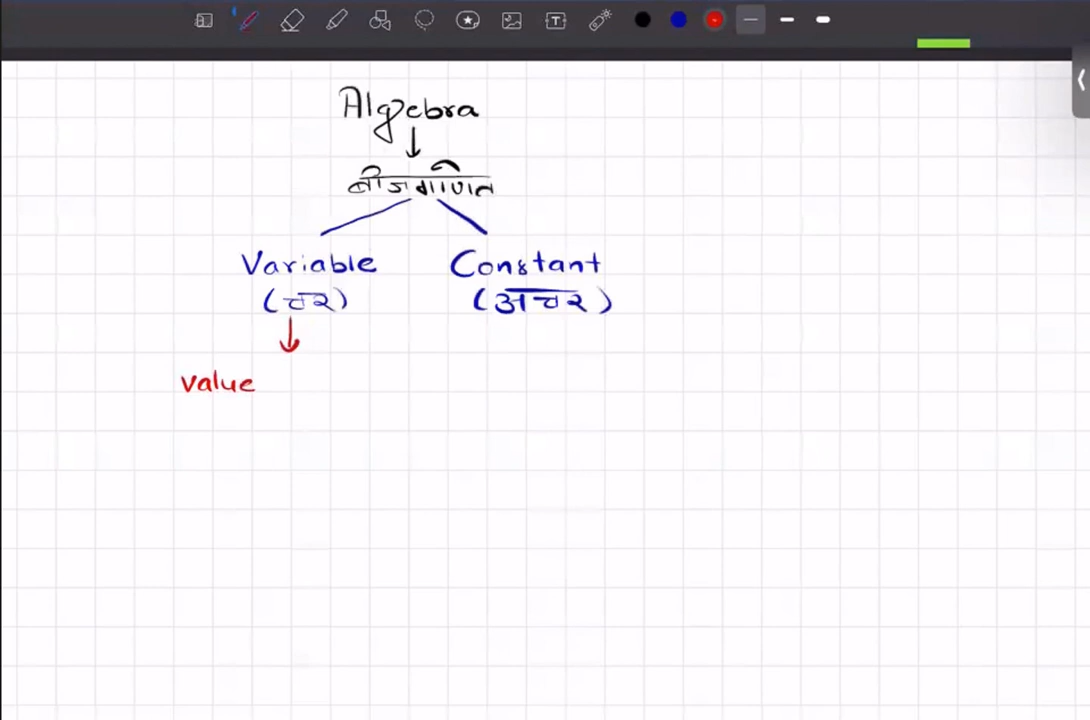 Algebra
↓
बीजगणित
Variable Constant
(चर) (अचर)
↓
value